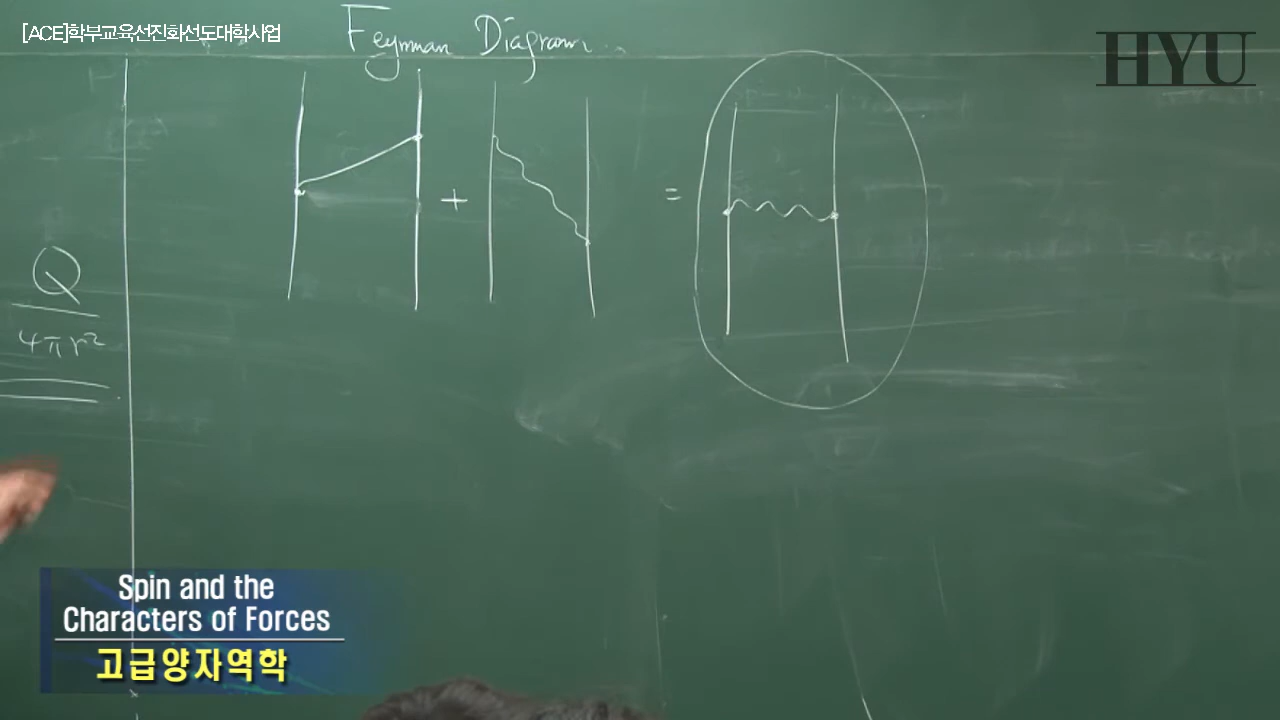 [ACE]학부교육선진화선도대학사업
HYU
Feynman Diagram...
+
=
Q
4πr²
Spin and the
Characters of Forces
고급양자역학